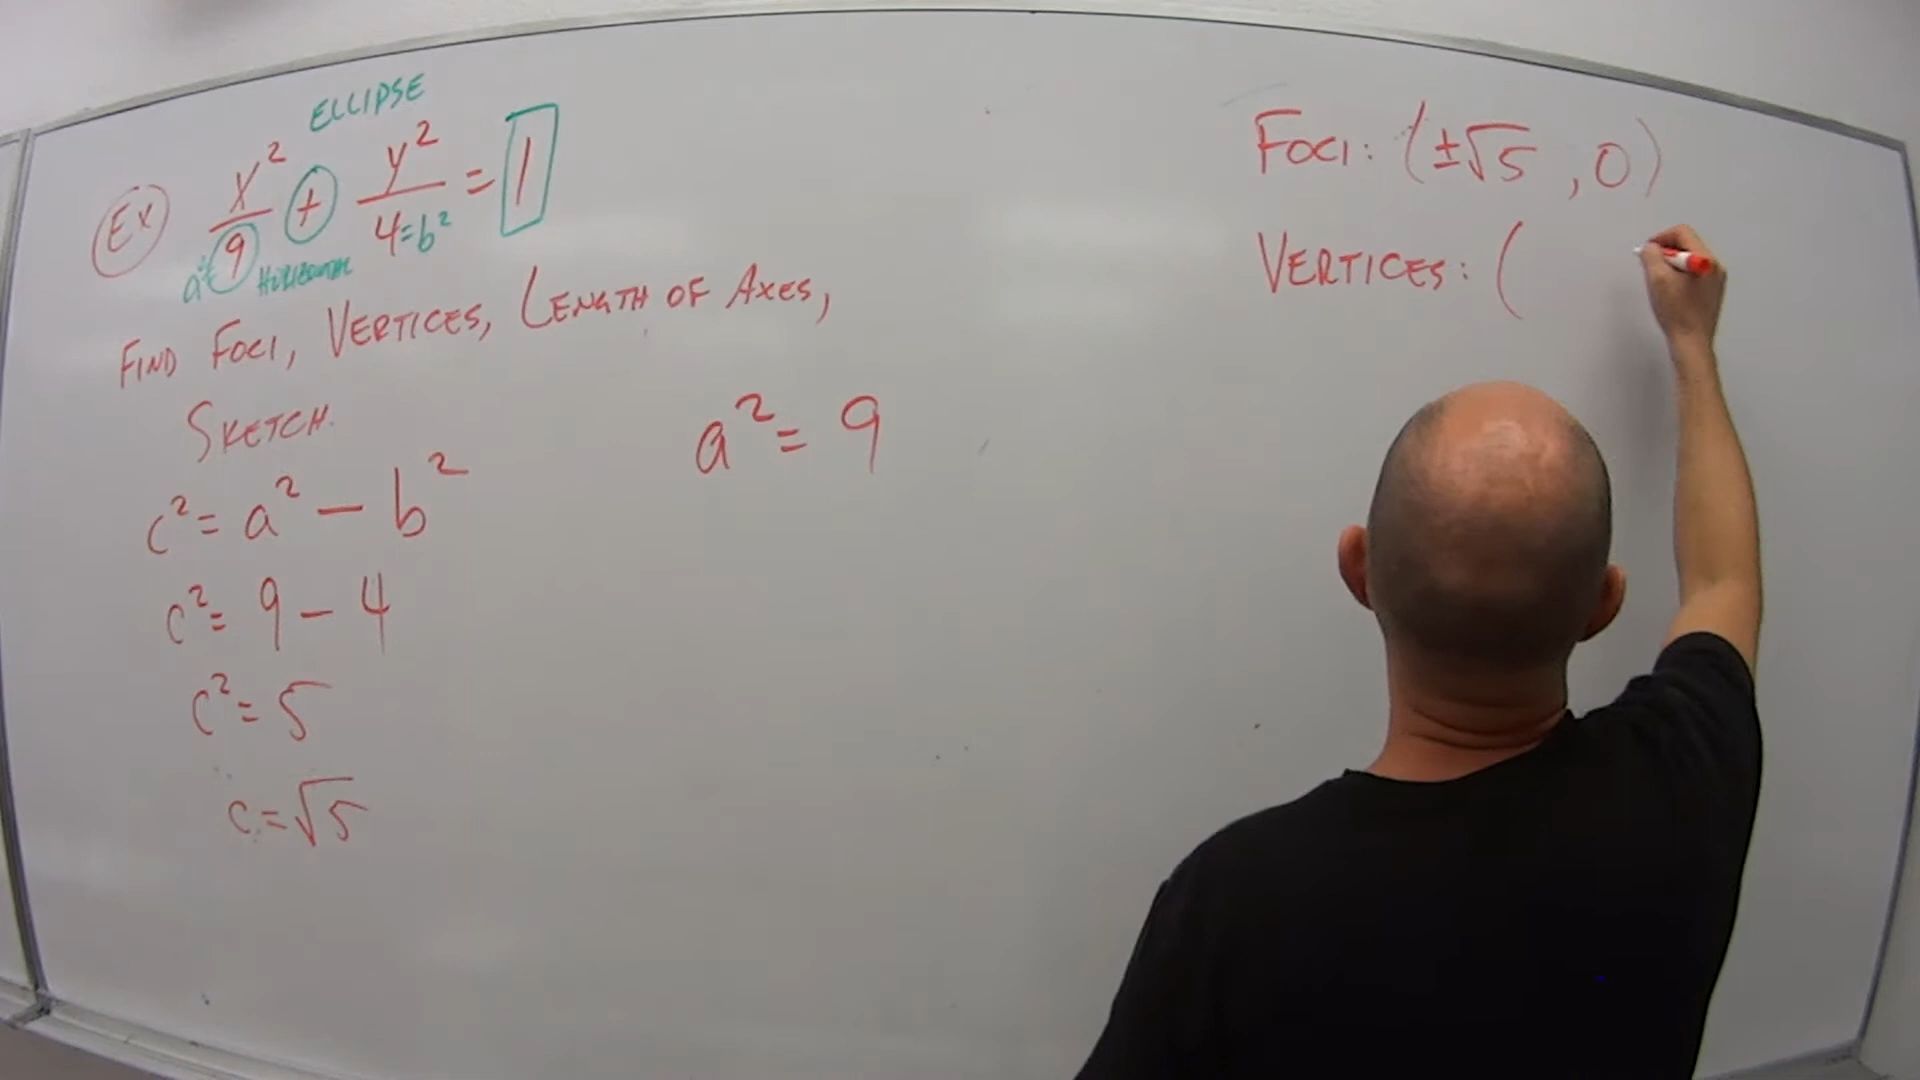 ELLIPSE
Ex x²/9 + y²/4=b² = 1
a²= HORIZONTAL
FIND FOCI, VERTICES, LENGTH OF AXES,
SKETCH.
c² = a² - b²
c² = 9 - 4
c² = 5
c = √5
a² = 9
FOCI: (±√5 , 0)
VERTICES: (